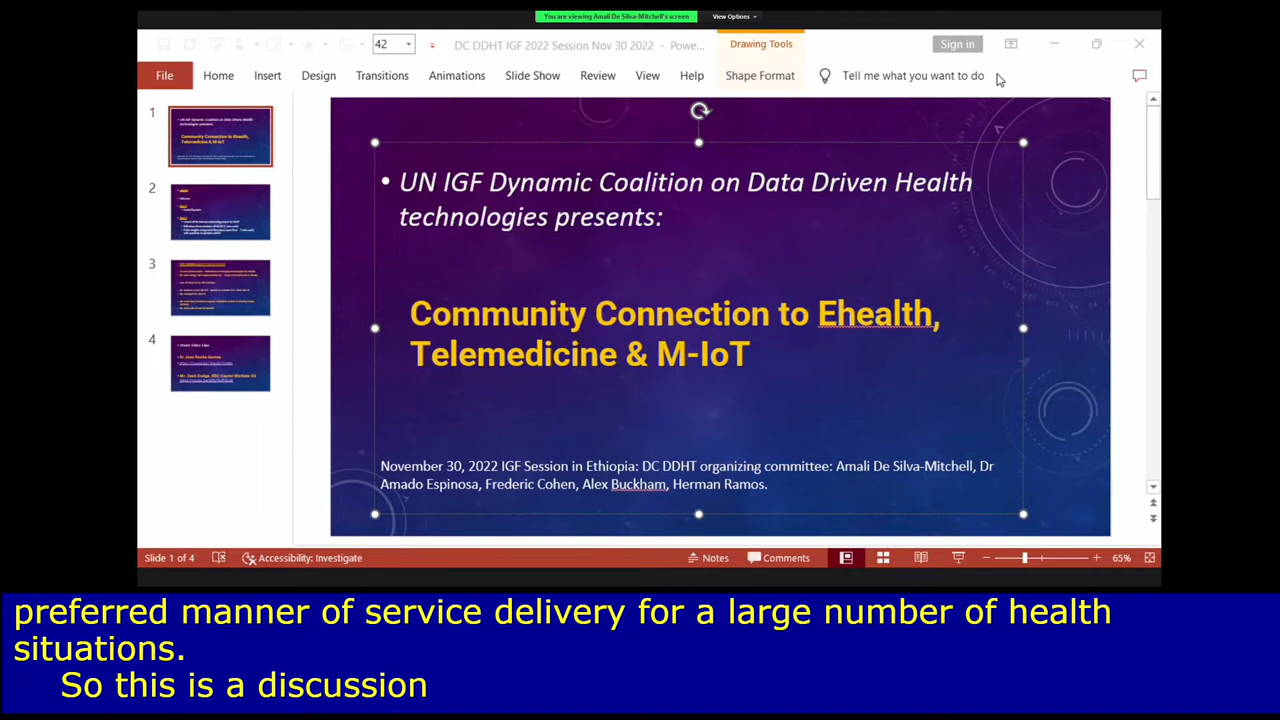 You are viewing Amali De Silva-Mitchell's screen
View Options
42
DC DDHT IGF 2022 Session Nov 30 2022 - Powe...
Drawing Tools
Sign in
File
Home
Insert
Design
Transitions
Animations
Slide Show
Review
View
Help
Shape Format
Tell me what you want to do
1
2
3
4
• UN IGF Dynamic Coalition on Data Driven Health
technologies presents:
Community Connection to Ehealth,
Telemedicine & M-IoT
November 30, 2022 IGF Session in Ethiopia: DC DDHT organizing committee: Amali De Silva-Mitchell, Dr
Amado Espinosa, Frederic Cohen, Alex Buckham, Herman Ramos.
Slide 1 of 4
Accessibility: Investigate
Notes
Comments
65%
preferred manner of service delivery for a large number of health
situations.
So this is a discussion